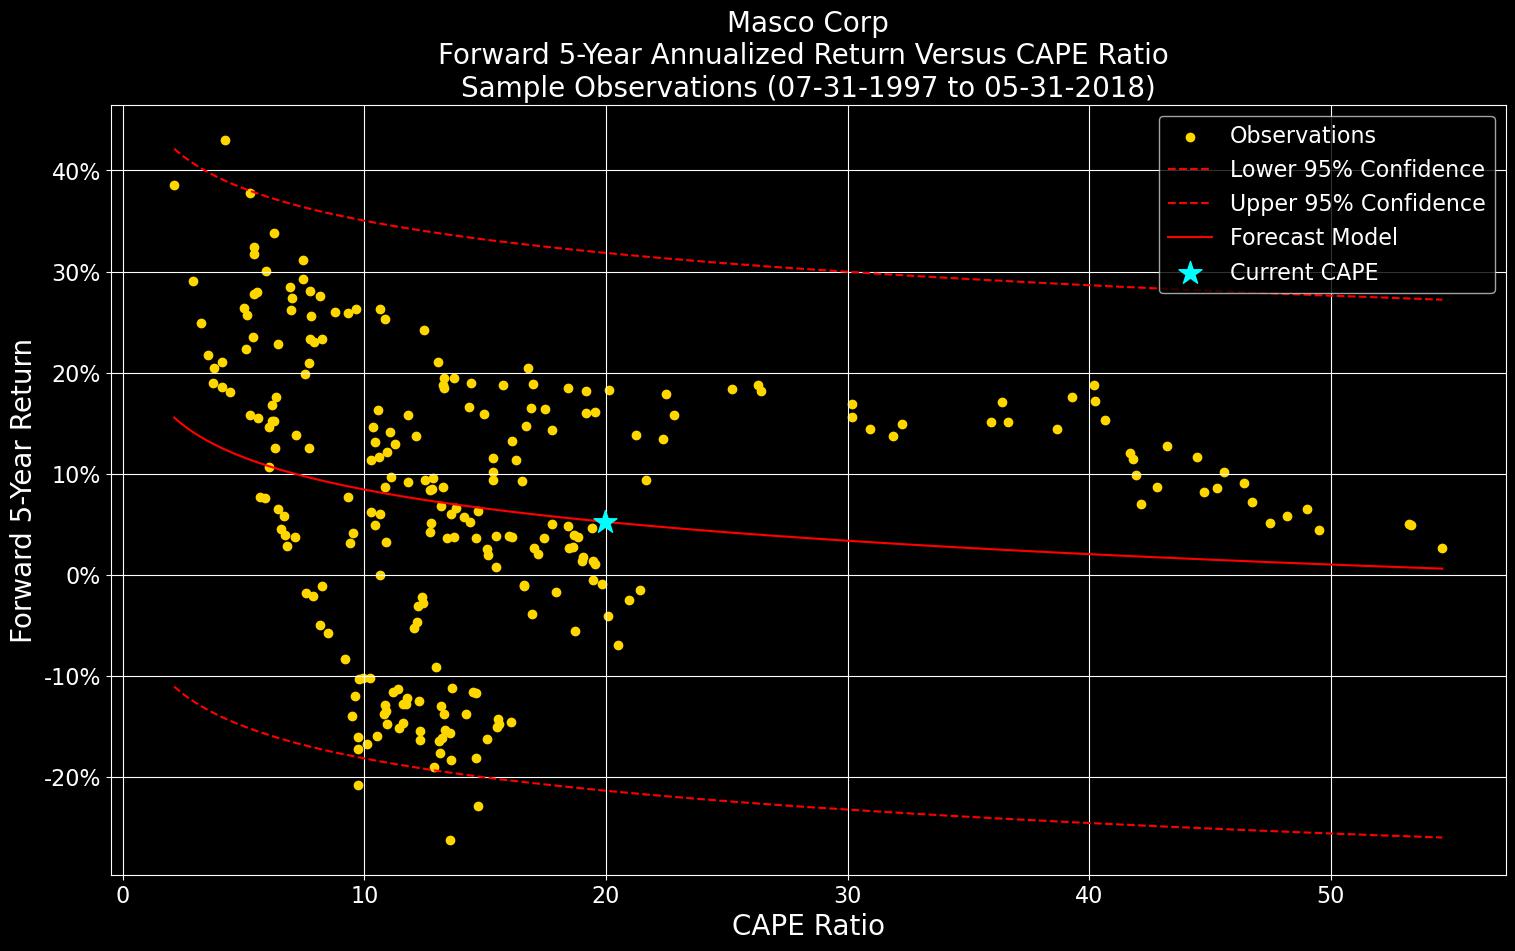 Masco Corp
Forward 5-Year Annualized Return Versus CAPE Ratio
Sample Observations (07-31-1997 to 05-31-2018)
Observations
Lower 95% Confidence
Upper 95% Confidence
Forecast Model
Current CAPE
Forward 5-Year Return
40%
30%
20%
10%
0%
-10%
-20%
0 10 20 30 40 50
CAPE Ratio